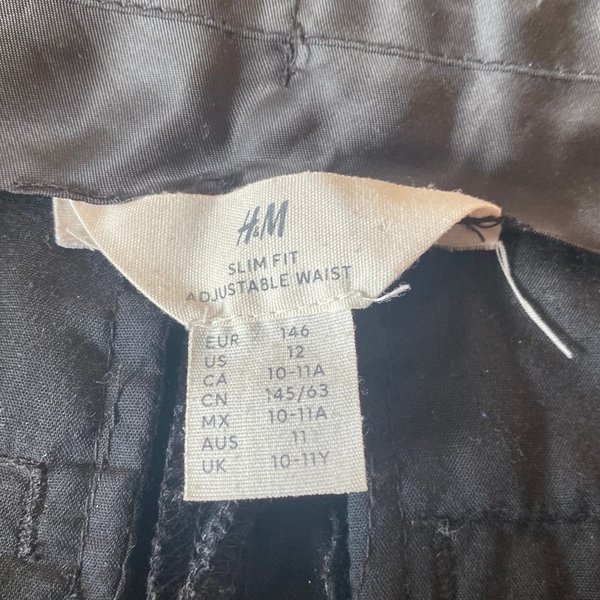 H&M
SLIM FIT
ADJUSTABLE WAIST
EUR 146
US 12
CA 10-11A
CN 145/63
MX 10-11A
AUS 11
UK 10-11Y